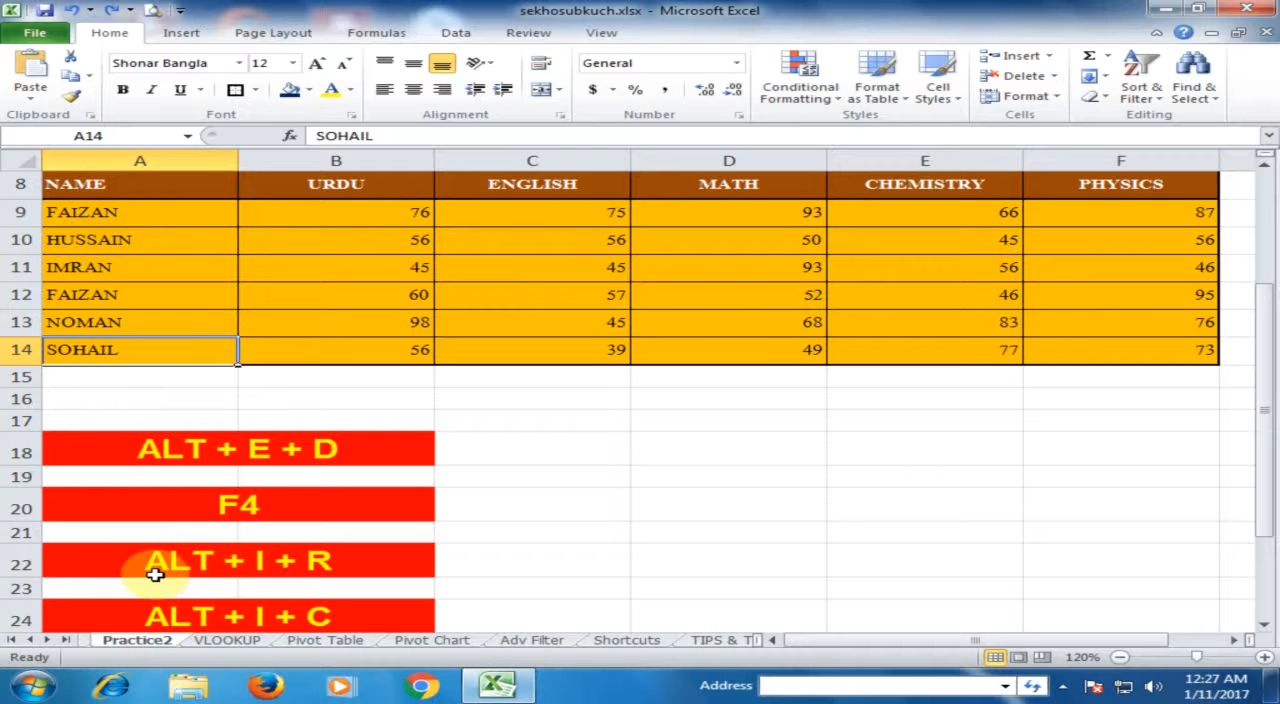 sekhosubkuch.xlsx - Microsoft Excel
File Home Insert Page Layout Formulas Data Review View
Paste
Shonar Bangla 12
General
Conditional Formatting
Format as Table
Cell Styles
Insert
Delete
Format
Sort & Filter
Find & Select
Clipboard Font Alignment Number Styles Cells Editing
A14 fx SOHAIL
A B C D E F
8 NAME URDU ENGLISH MATH CHEMISTRY PHYSICS
9 FAIZAN 76 75 93 66 87
10 HUSSAIN 56 56 50 45 56
11 IMRAN 45 45 93 56 46
12 FAIZAN 60 57 52 46 95
13 NOMAN 98 45 68 83 76
14 SOHAIL 56 39 49 77 73
15
16
17
18 ALT + E + D
19
20 F4
21
22 ALT + I + R
23
24 ALT + I + C
Practice2 VLOOKUP Pivot Table Pivot Chart Adv Filter Shortcuts TIPS & T
Ready 120%
Address 12:27 AM
1/11/2017